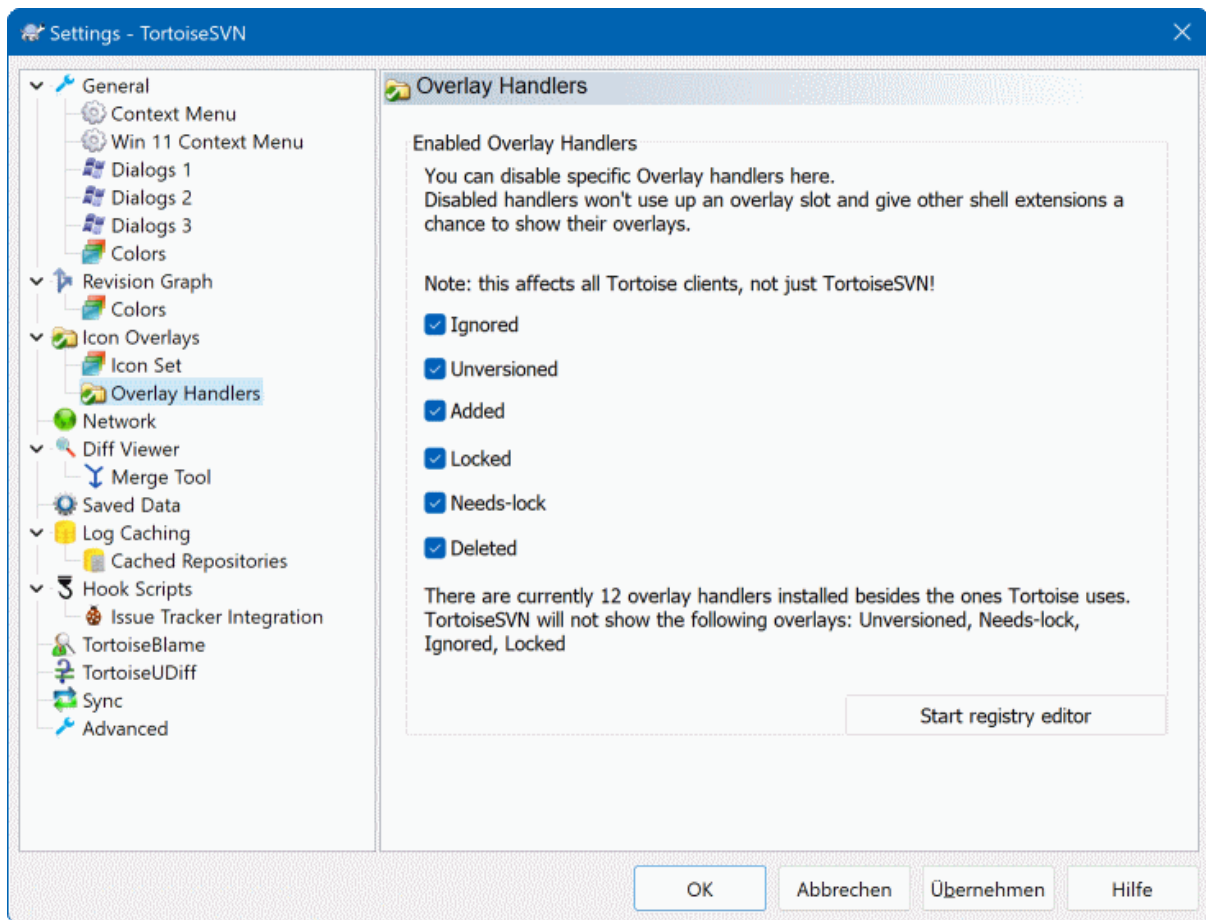 Settings - TortoiseSVN
General
Context Menu
Win 11 Context Menu
Dialogs 1
Dialogs 2
Dialogs 3
Colors
Revision Graph
Colors
Icon Overlays
Icon Set
Overlay Handlers
Network
Diff Viewer
Merge Tool
Saved Data
Log Caching
Cached Repositories
Hook Scripts
Issue Tracker Integration
TortoiseBlame
TortoiseUDiff
Sync
Advanced
Overlay Handlers
Enabled Overlay Handlers
You can disable specific Overlay handlers here.
Disabled handlers won't use up an overlay slot and give other shell extensions a
chance to show their overlays.
Note: this affects all Tortoise clients, not just TortoiseSVN!
Ignored
Unversioned
Added
Locked
Needs-lock
Deleted
There are currently 12 overlay handlers installed besides the ones Tortoise uses.
TortoiseSVN will not show the following overlays: Unversioned, Needs-lock,
Ignored, Locked
Start registry editor
OK
Abbrechen
Übernehmen
Hilfe